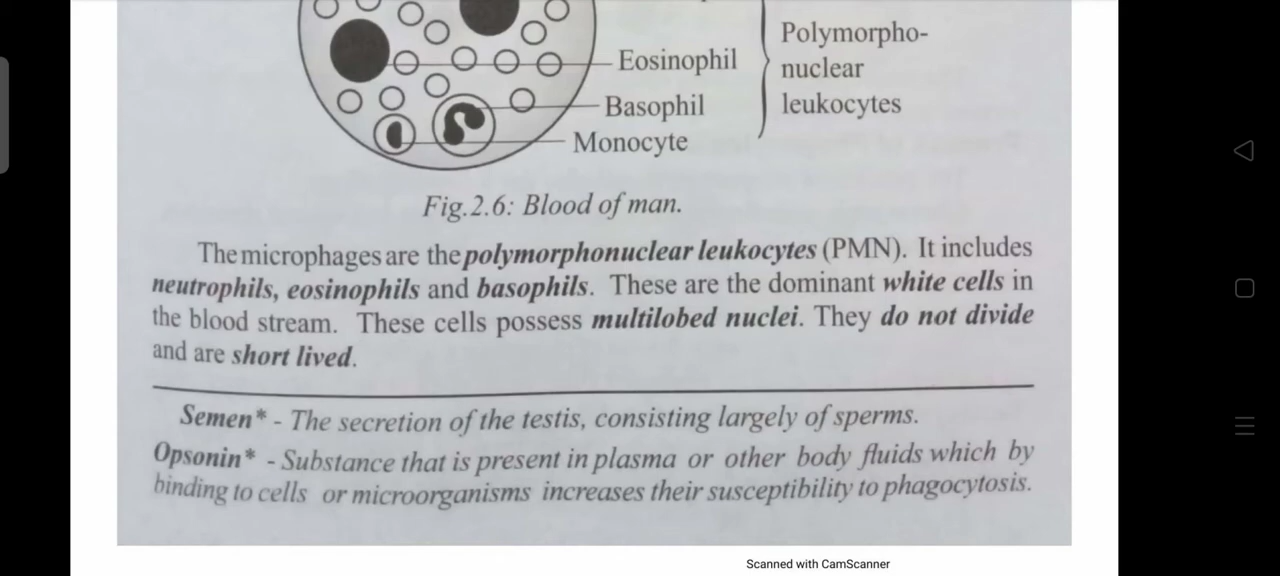 Polymorpho-
Eosinophil
nuclear
Basophil
leukocytes
Monocyte
Fig.2.6: Blood of man.
The microphages are the polymorphonuclear leukocytes (PMN). It includes
neutrophils, eosinophils and basophils. These are the dominant white cells in
the blood stream. These cells possess multilobed nuclei. They do not divide
and are short lived.
Semen* - The secretion of the testis, consisting largely of sperms.
Opsonin* - Substance that is present in plasma or other body fluids which by
binding to cells or microorganisms increases their susceptibility to phagocytosis.
Scanned with CamScanner